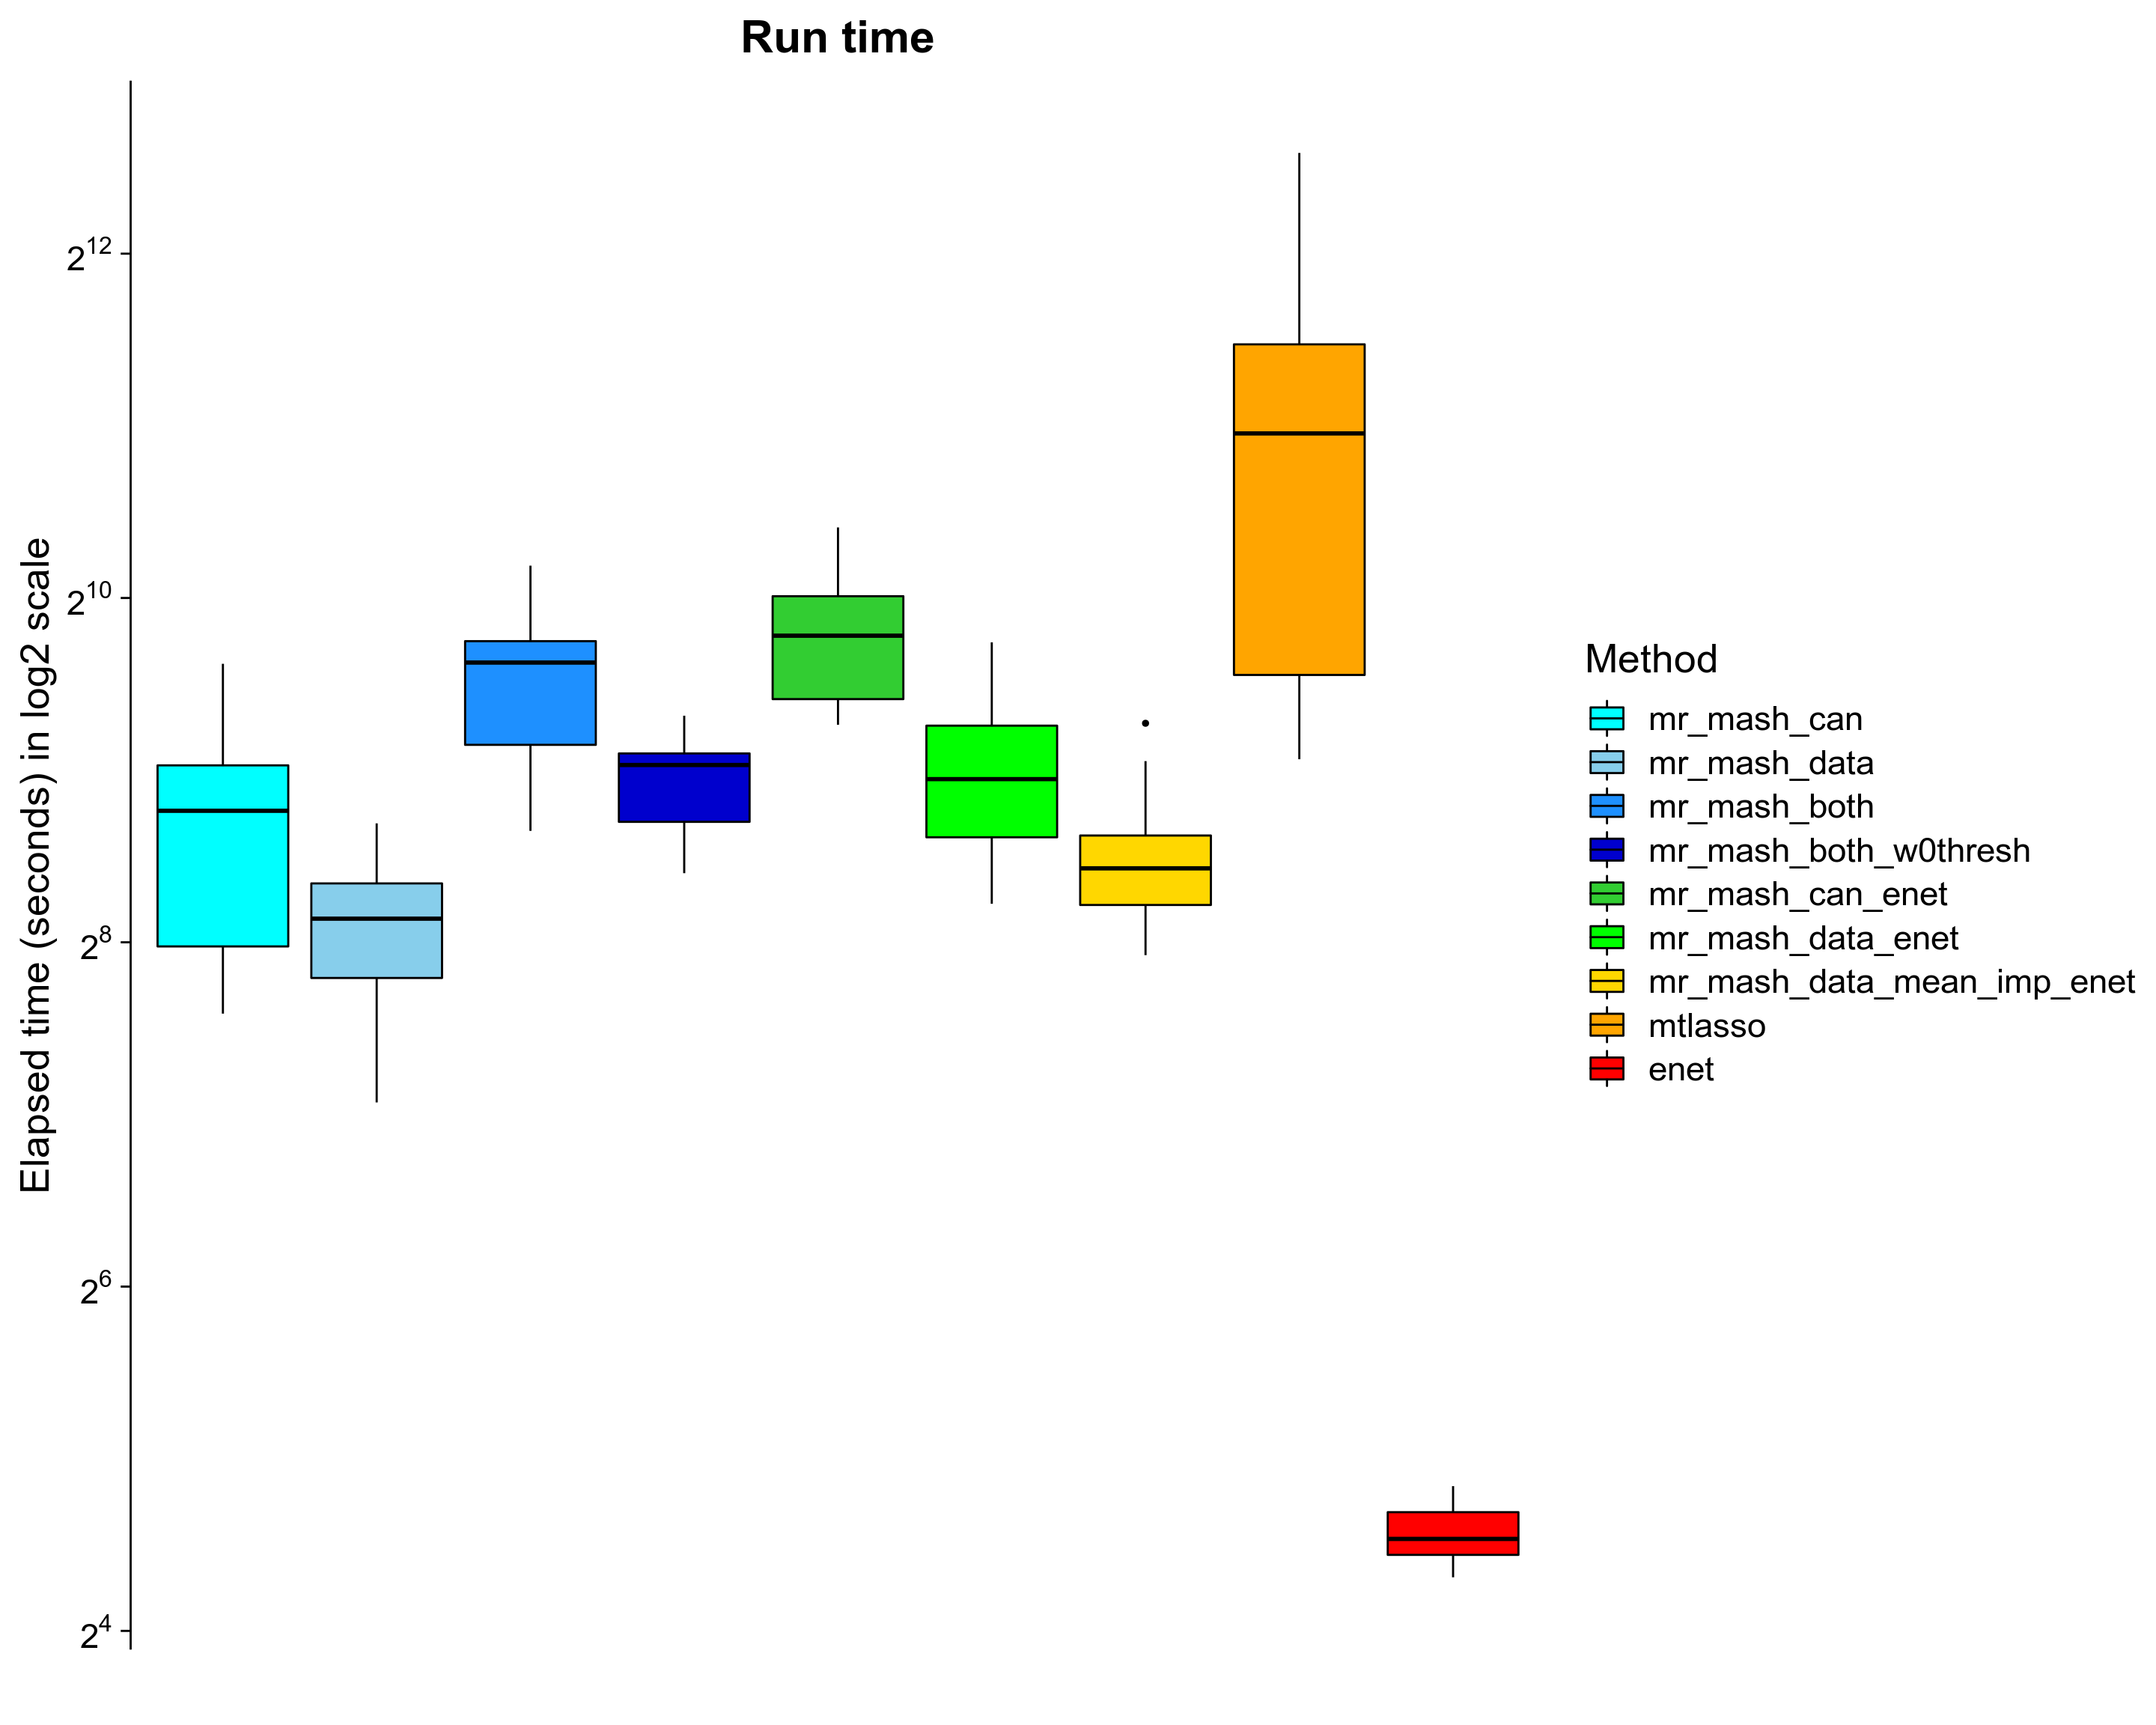 Run time
Elapsed time (seconds) in log2 scale
2^12
2^10
2^8
2^6
2^4
Method
mr_mash_can
mr_mash_data
mr_mash_both
mr_mash_both_w0thresh
mr_mash_can_enet
mr_mash_data_enet
mr_mash_data_mean_imp_enet
mtlasso
enet